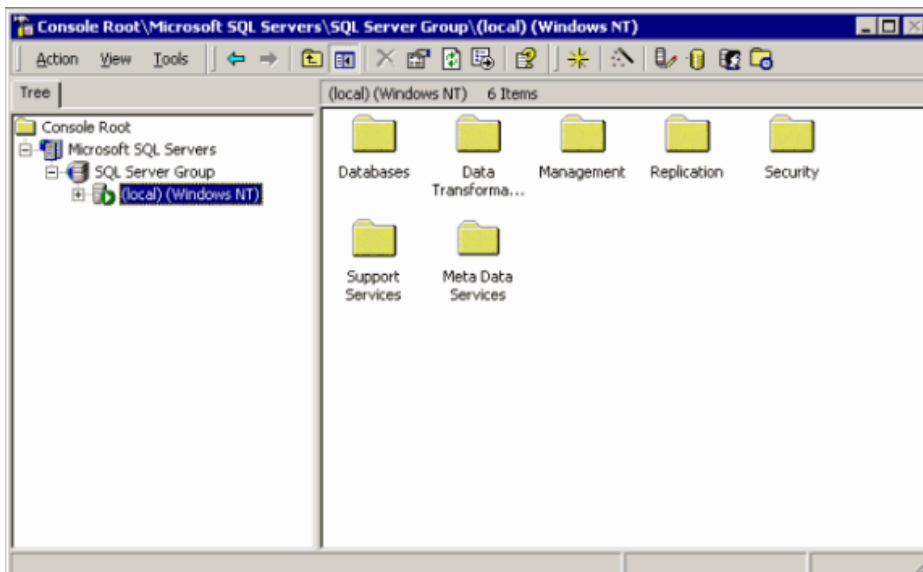 Console Root\Microsoft SQL Servers\SQL Server Group\(local) (Windows NT)
Action View Tools
Tree
(local) (Windows NT) 6 Items
Console Root
Microsoft SQL Servers
SQL Server Group
(local) (Windows NT)
Databases
Data
Transforma...
Management
Replication
Security
Support
Services
Meta Data
Services